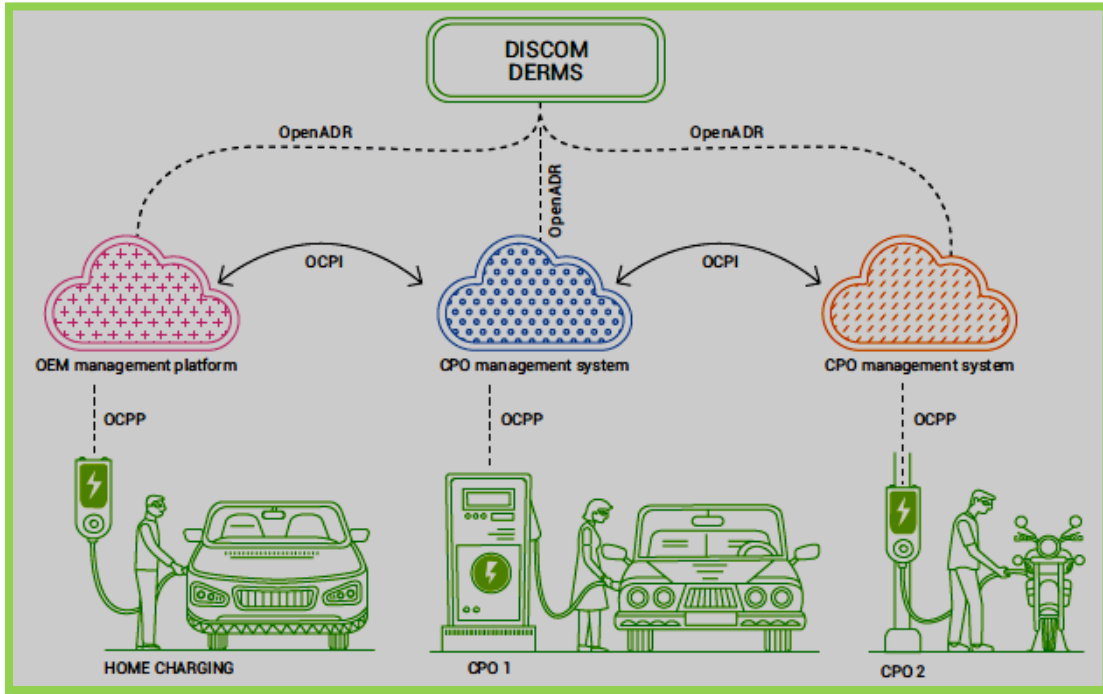 DISCOM
DERMS
OpenADR
OpenADR
OpenADR
OCPI
OCPI
OEM management platform
CPO management system
CPO management system
OCPP
OCPP
OCPP
HOME CHARGING
CPO 1
CPO 2